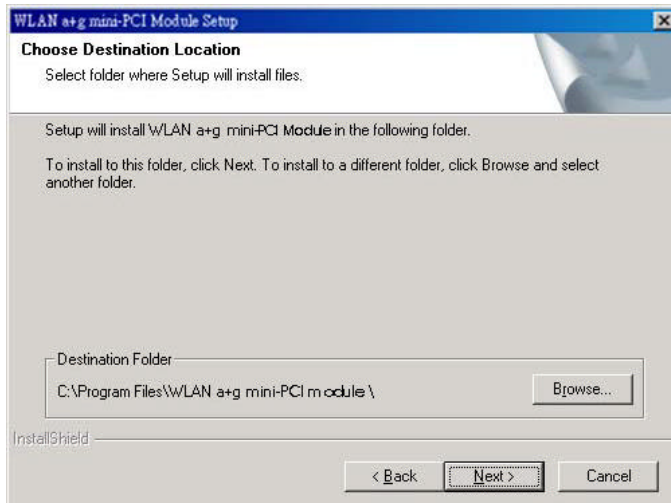 WLAN a+g mini-PCI Module Setup
Choose Destination Location
Select folder where Setup will install files.
Setup will install WLAN a+g mini-PCI Module in the following folder.
To install to this folder, click Next. To install to a different folder, click Browse and select
another folder.
Destination Folder
C:\Program Files\WLAN a+g mini-PCI module\
Browse...
InstallShield
< Back
Next >
Cancel